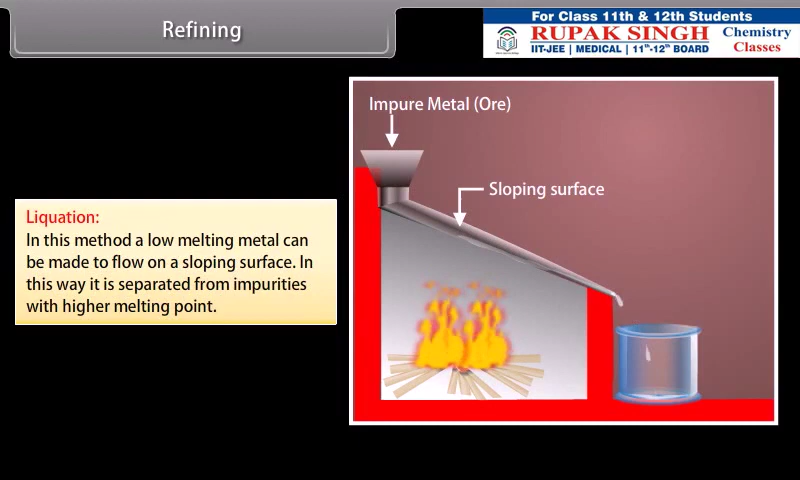 Refining
For Class 11th & 12th Students
RUPAK SINGH
IIT-JEE | MEDICAL | 11th-12th BOARD
Chemistry
Classes
Impure Metal (Ore)
Sloping surface
Liquation:
In this method a low melting metal can
be made to flow on a sloping surface. In
this way it is separated from impurities
with higher melting point.